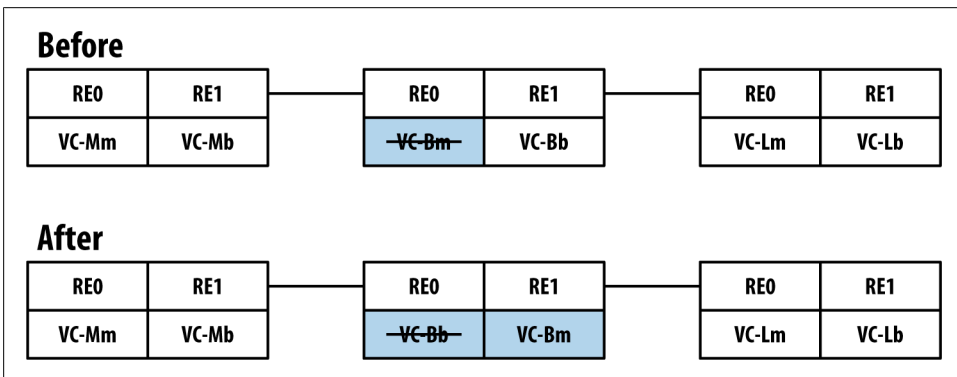 Before
RE0 RE1 RE0 RE1 RE0 RE1
VC-Mm VC-Mb VC-Bm VC-Bb VC-Lm VC-Lb
After
RE0 RE1 RE0 RE1 RE0 RE1
VC-Mm VC-Mb VC-Bb VC-Bm VC-Lm VC-Lb